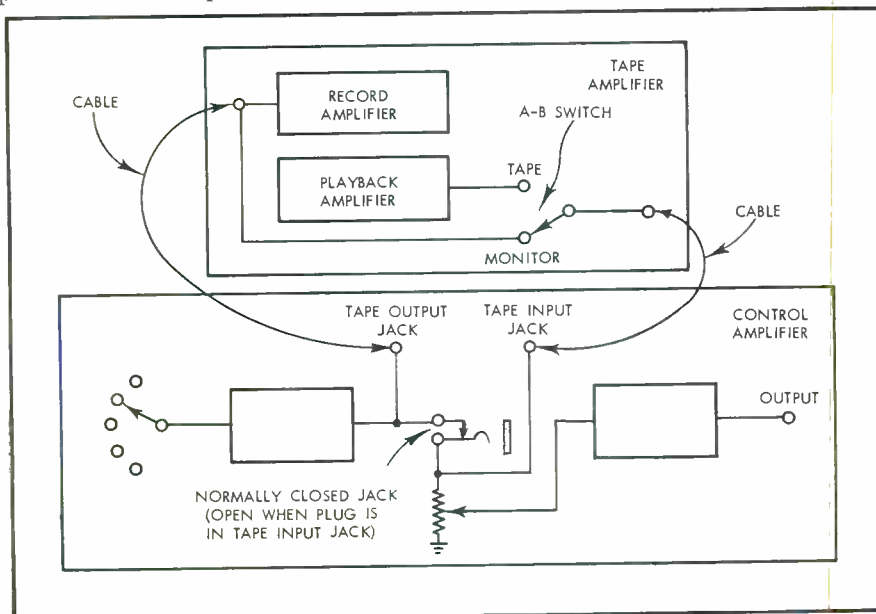 TAPE
AMPLIFIER
RECORD
AMPLIFIER
CABLE
A-B SWITCH
PLAYBACK
AMPLIFIER
TAPE
CABLE
MONITOR
TAPE OUTPUT
JACK
TAPE INPUT
JACK
CONTROL
AMPLIFIER
OUTPUT
NORMALLY CLOSED JACK
(OPEN WHEN PLUG IS
IN TAPE INPUT JACK)